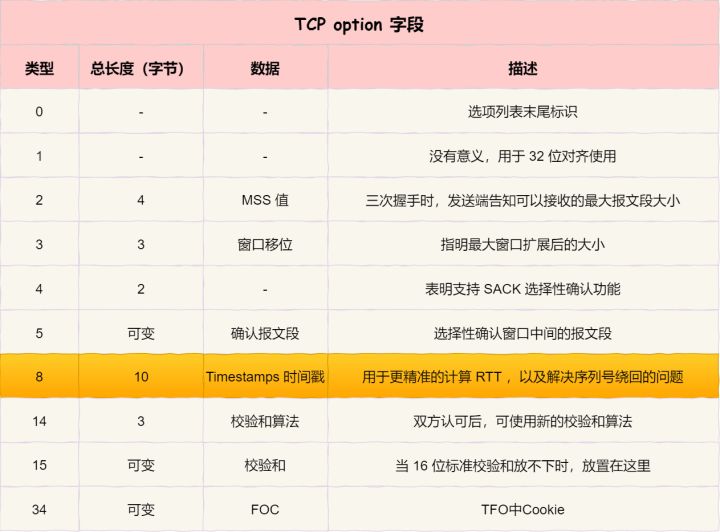 TCP option 字段
类型 总长度（字节） 数据 描述
0 - - 选项列表末尾标识
1 - - 没有意义，用于 32 位对齐使用
2 4 MSS 值 三次握手时，发送端告知可以接收的最大报文段大小
3 3 窗口移位 指明最大窗口扩展后的大小
4 2 - 表明支持 SACK 选择性确认功能
5 可变 确认报文段 选择性确认窗口中间的报文段
8 10 Timestamps 时间戳 用于更精准的计算 RTT ，以及解决序列号绕回的问题
14 3 校验和算法 双方认可后，可使用新的校验和算法
15 可变 校验和 当 16 位标准校验和放不下时，放置在这里
34 可变 FOC TFO中Cookie